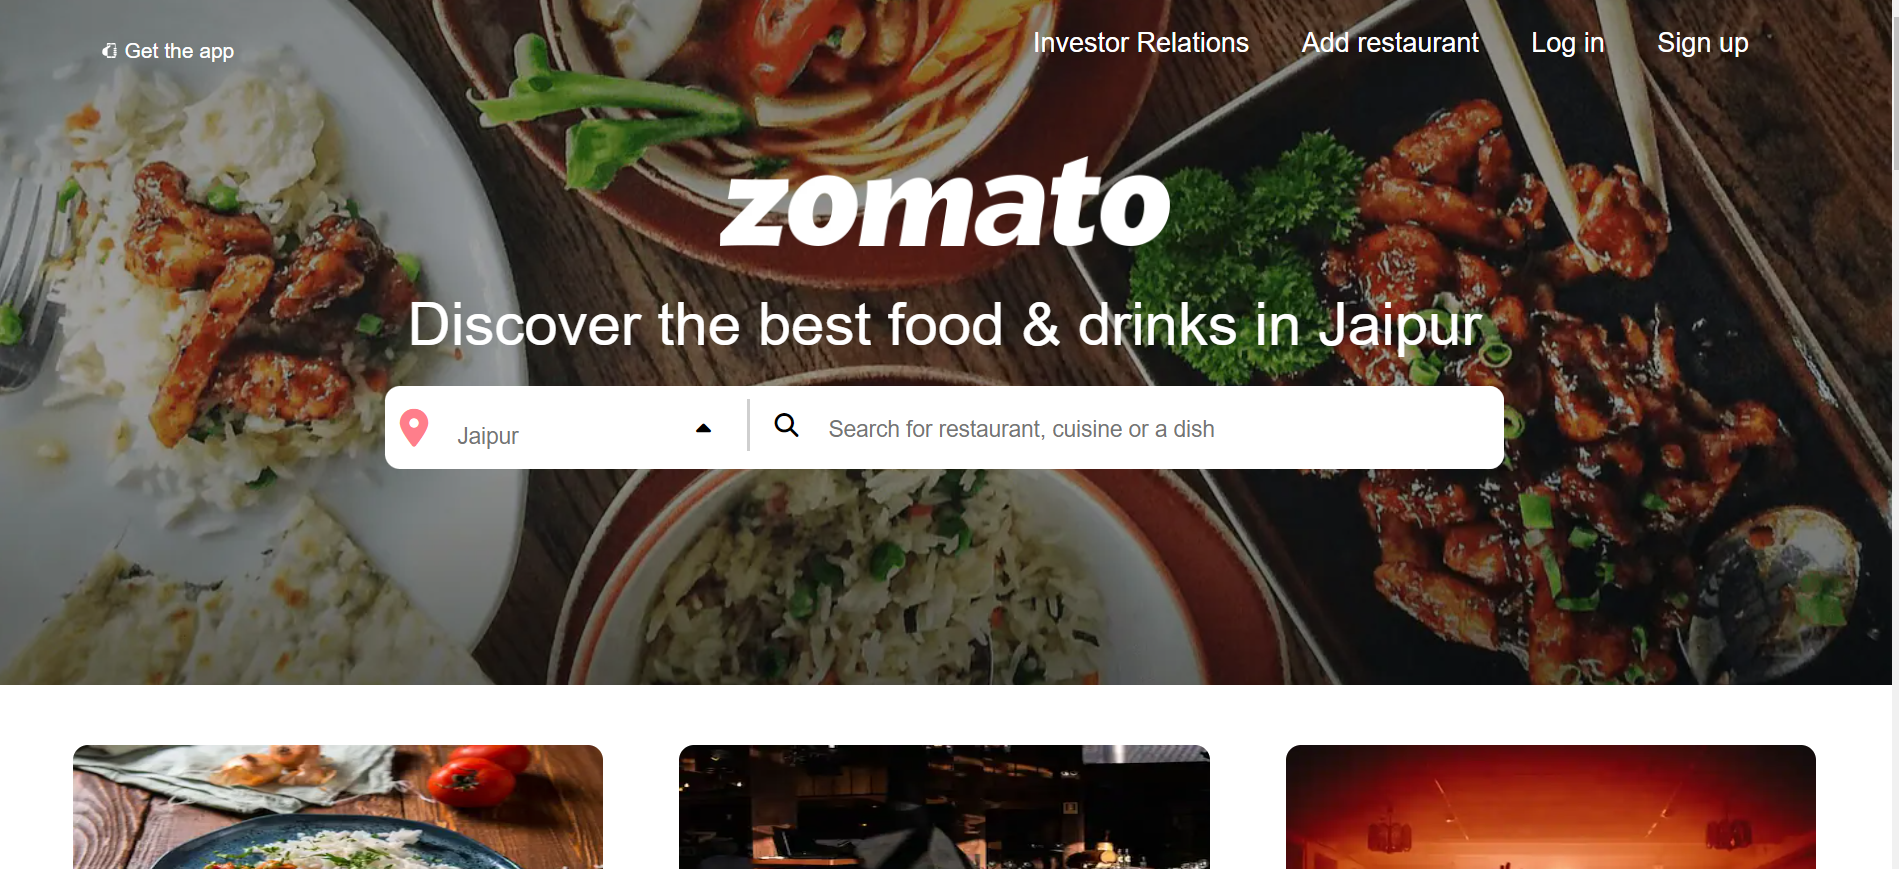 Get the app
Investor Relations
Add restaurant
Log in
Sign up
zomato
Discover the best food & drinks in Jaipur
Jaipur
Search for restaurant, cuisine or a dish